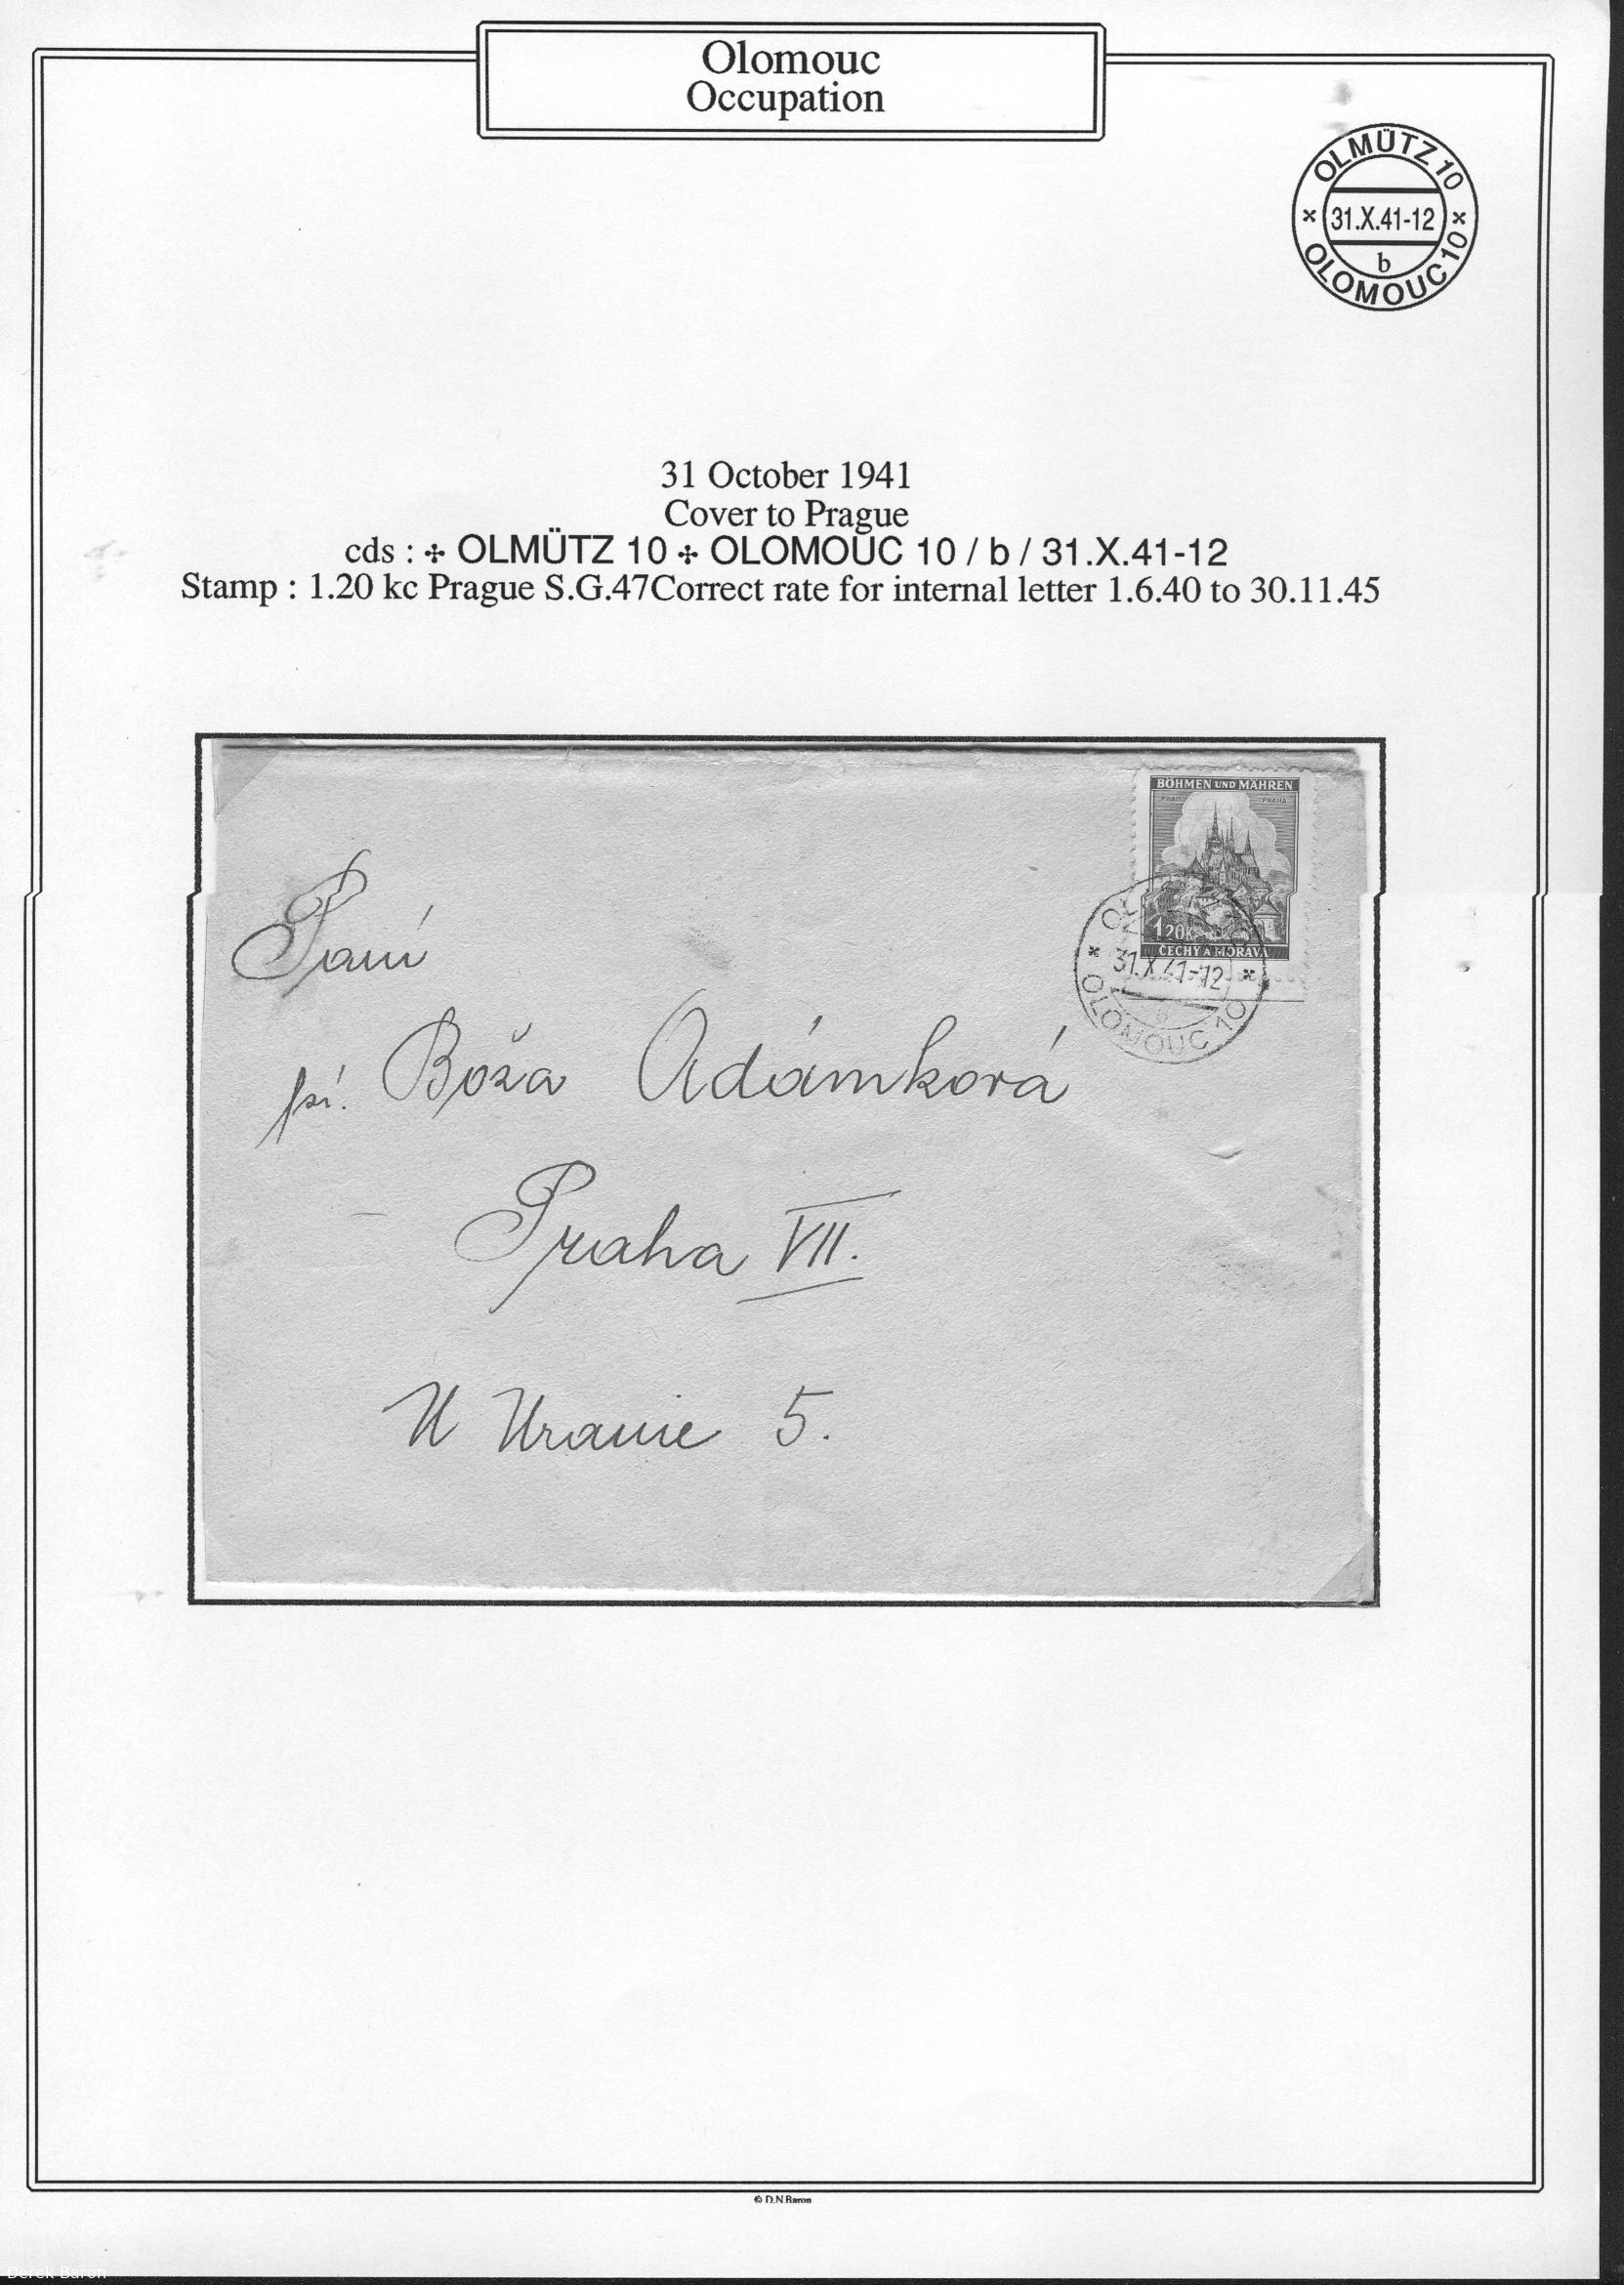 Olomouc
Occupation
OLMÜTZ 10
31.X.41-12
b
OLOMOUC 10
31 October 1941
Cover to Prague
cds : ✣ OLMÜTZ 10 ✣ OLOMOUC 10 / b / 31.X.41-12
Stamp : 1.20 kc Prague S.G.47Correct rate for internal letter 1.6.40 to 30.11.45
BÖHMEN UND MÄHREN
PRAG PRAHA
1 20K
ČECHY A MORAVA
31.X.41-12
b
OLOMOUC 10
Paní
Boža Adámková
Praha VII.
U Uranie 5.
© D.N.Baron
Derek Baron